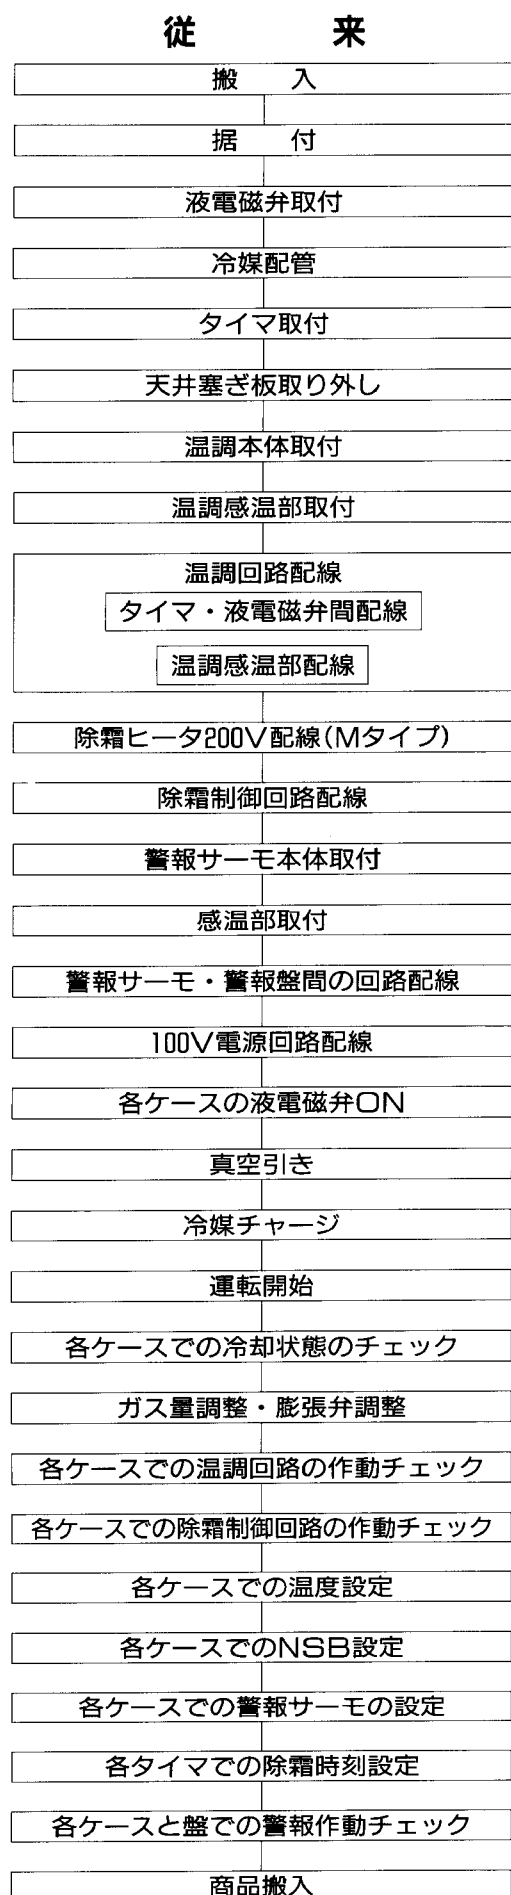 従 来
搬 入
据 付
液電磁弁取付
冷媒配管
タイマ取付
天井塞ぎ板取り外し
温調本体取付
温調感温部取付
温調回路配線
タイマ・液電磁弁間配線
温調感温部配線
除霜ヒータ200V配線(Mタイプ)
除霜制御回路配線
警報サーモ本体取付
感温部取付
警報サーモ・警報盤間の回路配線
100V電源回路配線
各ケースの液電磁弁ON
真空引き
冷媒チャージ
運転開始
各ケースでの冷却状態のチェック
ガス量調整・膨張弁調整
各ケースでの温調回路の作動チェック
各ケースでの除霜制御回路の作動チェック
各ケースでの温度設定
各ケースでのNSB設定
各ケースでの警報サーモの設定
各タイマでの除霜時刻設定
各ケースと盤での警報作動チェック
商品搬入